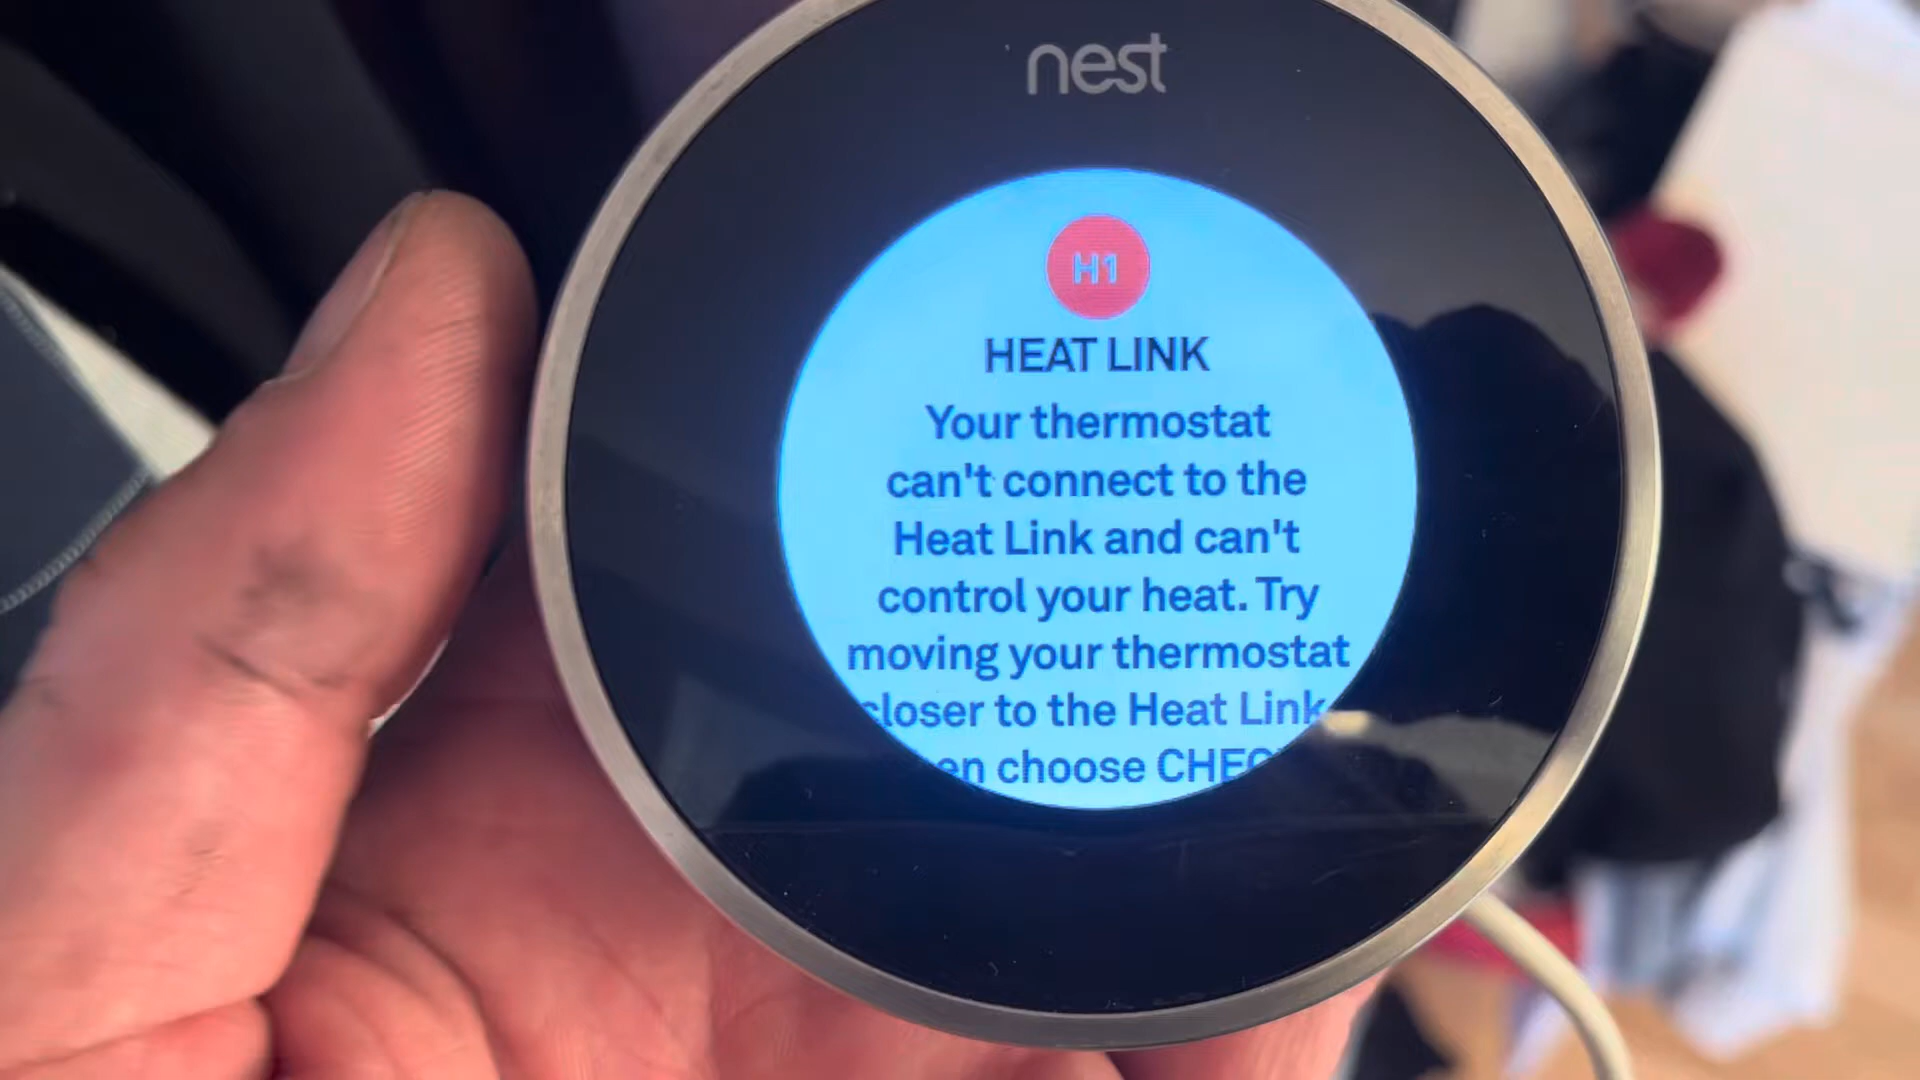 nest
H1
HEAT LINK
Your thermostat
can't connect to the
Heat Link and can't
control your heat. Try
moving your thermostat
closer to the Heat Link
choose